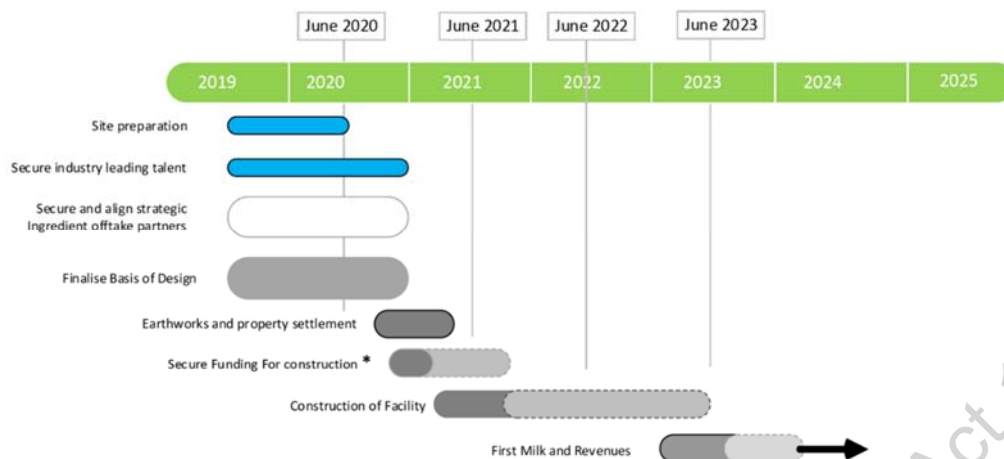 June 2020
June 2021
June 2022
June 2023
2019
2020
2021
2022
2023
2024
2025
Site preparation
Secure industry leading talent
Secure and align strategic
Ingredient offtake partners
Finalise Basis of Design
Earthworks and property settlement
Secure Funding For construction *
Construction of Facility
First Milk and Revenues
Act